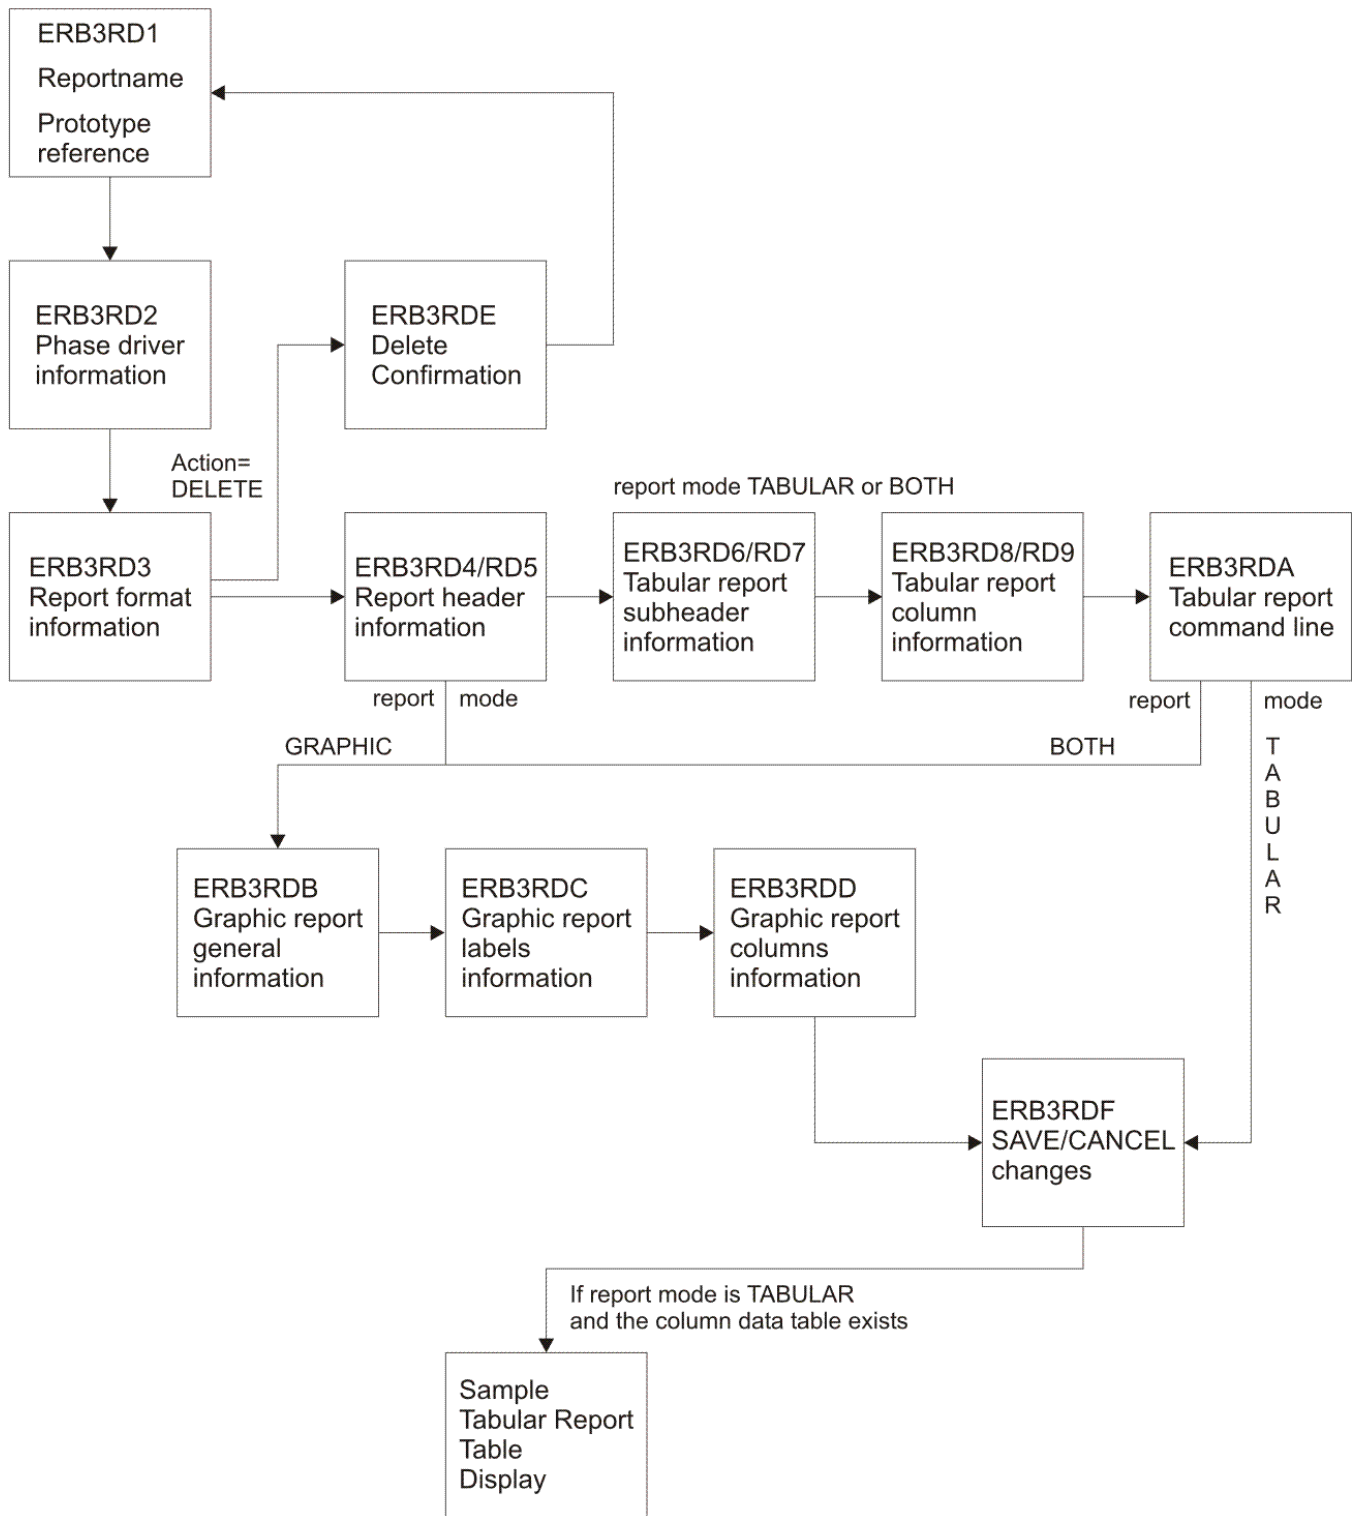 ERB3RD1
Reportname
Prototype
reference
ERB3RD2
Phase driver
information
ERB3RDE
Delete
Confirmation
Action=
DELETE
report mode TABULAR or BOTH
ERB3RD3
Report format
information
ERB3RD4/RD5
Report header
information
ERB3RD6/RD7
Tabular report
subheader
information
ERB3RD8/RD9
Tabular report
column
information
ERB3RDA
Tabular report
command line
report mode
report mode
GRAPHIC
BOTH
T
A
B
U
L
A
R
ERB3RDB
Graphic report
general
information
ERB3RDC
Graphic report
labels
information
ERB3RDD
Graphic report
columns
information
ERB3RDF
SAVE/CANCEL
changes
If report mode is TABULAR
and the column data table exists
Sample
Tabular Report
Table
Display